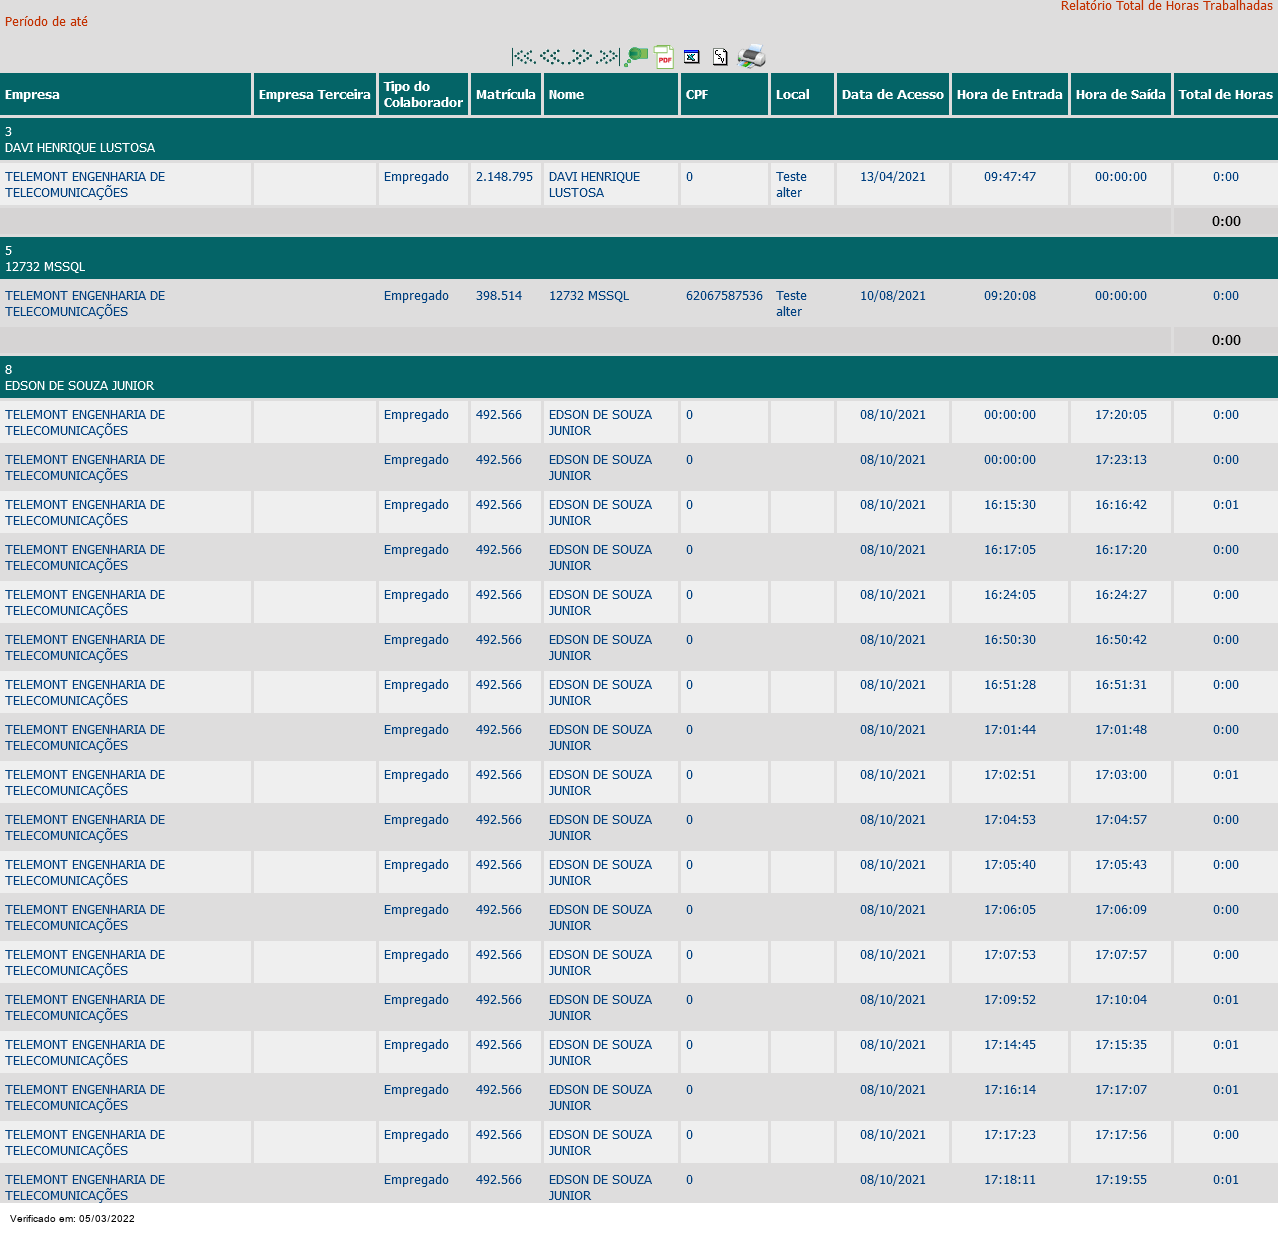 Relatório Total de Horas Trabalhadas
Período de até
Empresa Empresa Terceira Tipo do Colaborador Matrícula Nome CPF Local Data de Acesso Hora de Entrada Hora de Saída Total de Horas
3
DAVI HENRIQUE LUSTOSA
TELEMONT ENGENHARIA DE Empregado 2.148.795 DAVI HENRIQUE 0 Teste 13/04/2021 09:47:47 00:00:00 0:00
TELECOMUNICAÇÕES LUSTOSA alter
0:00
5
12732 MSSQL
TELEMONT ENGENHARIA DE Empregado 398.514 12732 MSSQL 62067587536 Teste 10/08/2021 09:20:08 00:00:00 0:00
TELECOMUNICAÇÕES alter
0:00
8
EDSON DE SOUZA JUNIOR
TELEMONT ENGENHARIA DE Empregado 492.566 EDSON DE SOUZA 0 08/10/2021 00:00:00 17:20:05 0:00
TELECOMUNICAÇÕES JUNIOR
TELEMONT ENGENHARIA DE Empregado 492.566 EDSON DE SOUZA 0 08/10/2021 00:00:00 17:23:13 0:00
TELECOMUNICAÇÕES JUNIOR
TELEMONT ENGENHARIA DE Empregado 492.566 EDSON DE SOUZA 0 08/10/2021 16:15:30 16:16:42 0:01
TELECOMUNICAÇÕES JUNIOR
TELEMONT ENGENHARIA DE Empregado 492.566 EDSON DE SOUZA 0 08/10/2021 16:17:05 16:17:20 0:00
TELECOMUNICAÇÕES JUNIOR
TELEMONT ENGENHARIA DE Empregado 492.566 EDSON DE SOUZA 0 08/10/2021 16:24:05 16:24:27 0:00
TELECOMUNICAÇÕES JUNIOR
TELEMONT ENGENHARIA DE Empregado 492.566 EDSON DE SOUZA 0 08/10/2021 16:50:30 16:50:42 0:00
TELECOMUNICAÇÕES JUNIOR
TELEMONT ENGENHARIA DE Empregado 492.566 EDSON DE SOUZA 0 08/10/2021 16:51:28 16:51:31 0:00
TELECOMUNICAÇÕES JUNIOR
TELEMONT ENGENHARIA DE Empregado 492.566 EDSON DE SOUZA 0 08/10/2021 17:01:44 17:01:48 0:00
TELECOMUNICAÇÕES JUNIOR
TELEMONT ENGENHARIA DE Empregado 492.566 EDSON DE SOUZA 0 08/10/2021 17:02:51 17:03:00 0:01
TELECOMUNICAÇÕES JUNIOR
TELEMONT ENGENHARIA DE Empregado 492.566 EDSON DE SOUZA 0 08/10/2021 17:04:53 17:04:57 0:00
TELECOMUNICAÇÕES JUNIOR
TELEMONT ENGENHARIA DE Empregado 492.566 EDSON DE SOUZA 0 08/10/2021 17:05:40 17:05:43 0:00
TELECOMUNICAÇÕES JUNIOR
TELEMONT ENGENHARIA DE Empregado 492.566 EDSON DE SOUZA 0 08/10/2021 17:06:05 17:06:09 0:00
TELECOMUNICAÇÕES JUNIOR
TELEMONT ENGENHARIA DE Empregado 492.566 EDSON DE SOUZA 0 08/10/2021 17:07:53 17:07:57 0:00
TELECOMUNICAÇÕES JUNIOR
TELEMONT ENGENHARIA DE Empregado 492.566 EDSON DE SOUZA 0 08/10/2021 17:09:52 17:10:04 0:01
TELECOMUNICAÇÕES JUNIOR
TELEMONT ENGENHARIA DE Empregado 492.566 EDSON DE SOUZA 0 08/10/2021 17:14:45 17:15:35 0:01
TELECOMUNICAÇÕES JUNIOR
TELEMONT ENGENHARIA DE Empregado 492.566 EDSON DE SOUZA 0 08/10/2021 17:16:14 17:17:07 0:01
TELECOMUNICAÇÕES JUNIOR
TELEMONT ENGENHARIA DE Empregado 492.566 EDSON DE SOUZA 0 08/10/2021 17:17:23 17:17:56 0:00
TELECOMUNICAÇÕES JUNIOR
TELEMONT ENGENHARIA DE Empregado 492.566 EDSON DE SOUZA 0 08/10/2021 17:18:11 17:19:55 0:01
TELECOMUNICAÇÕES JUNIOR
Verificado em: 05/03/2022